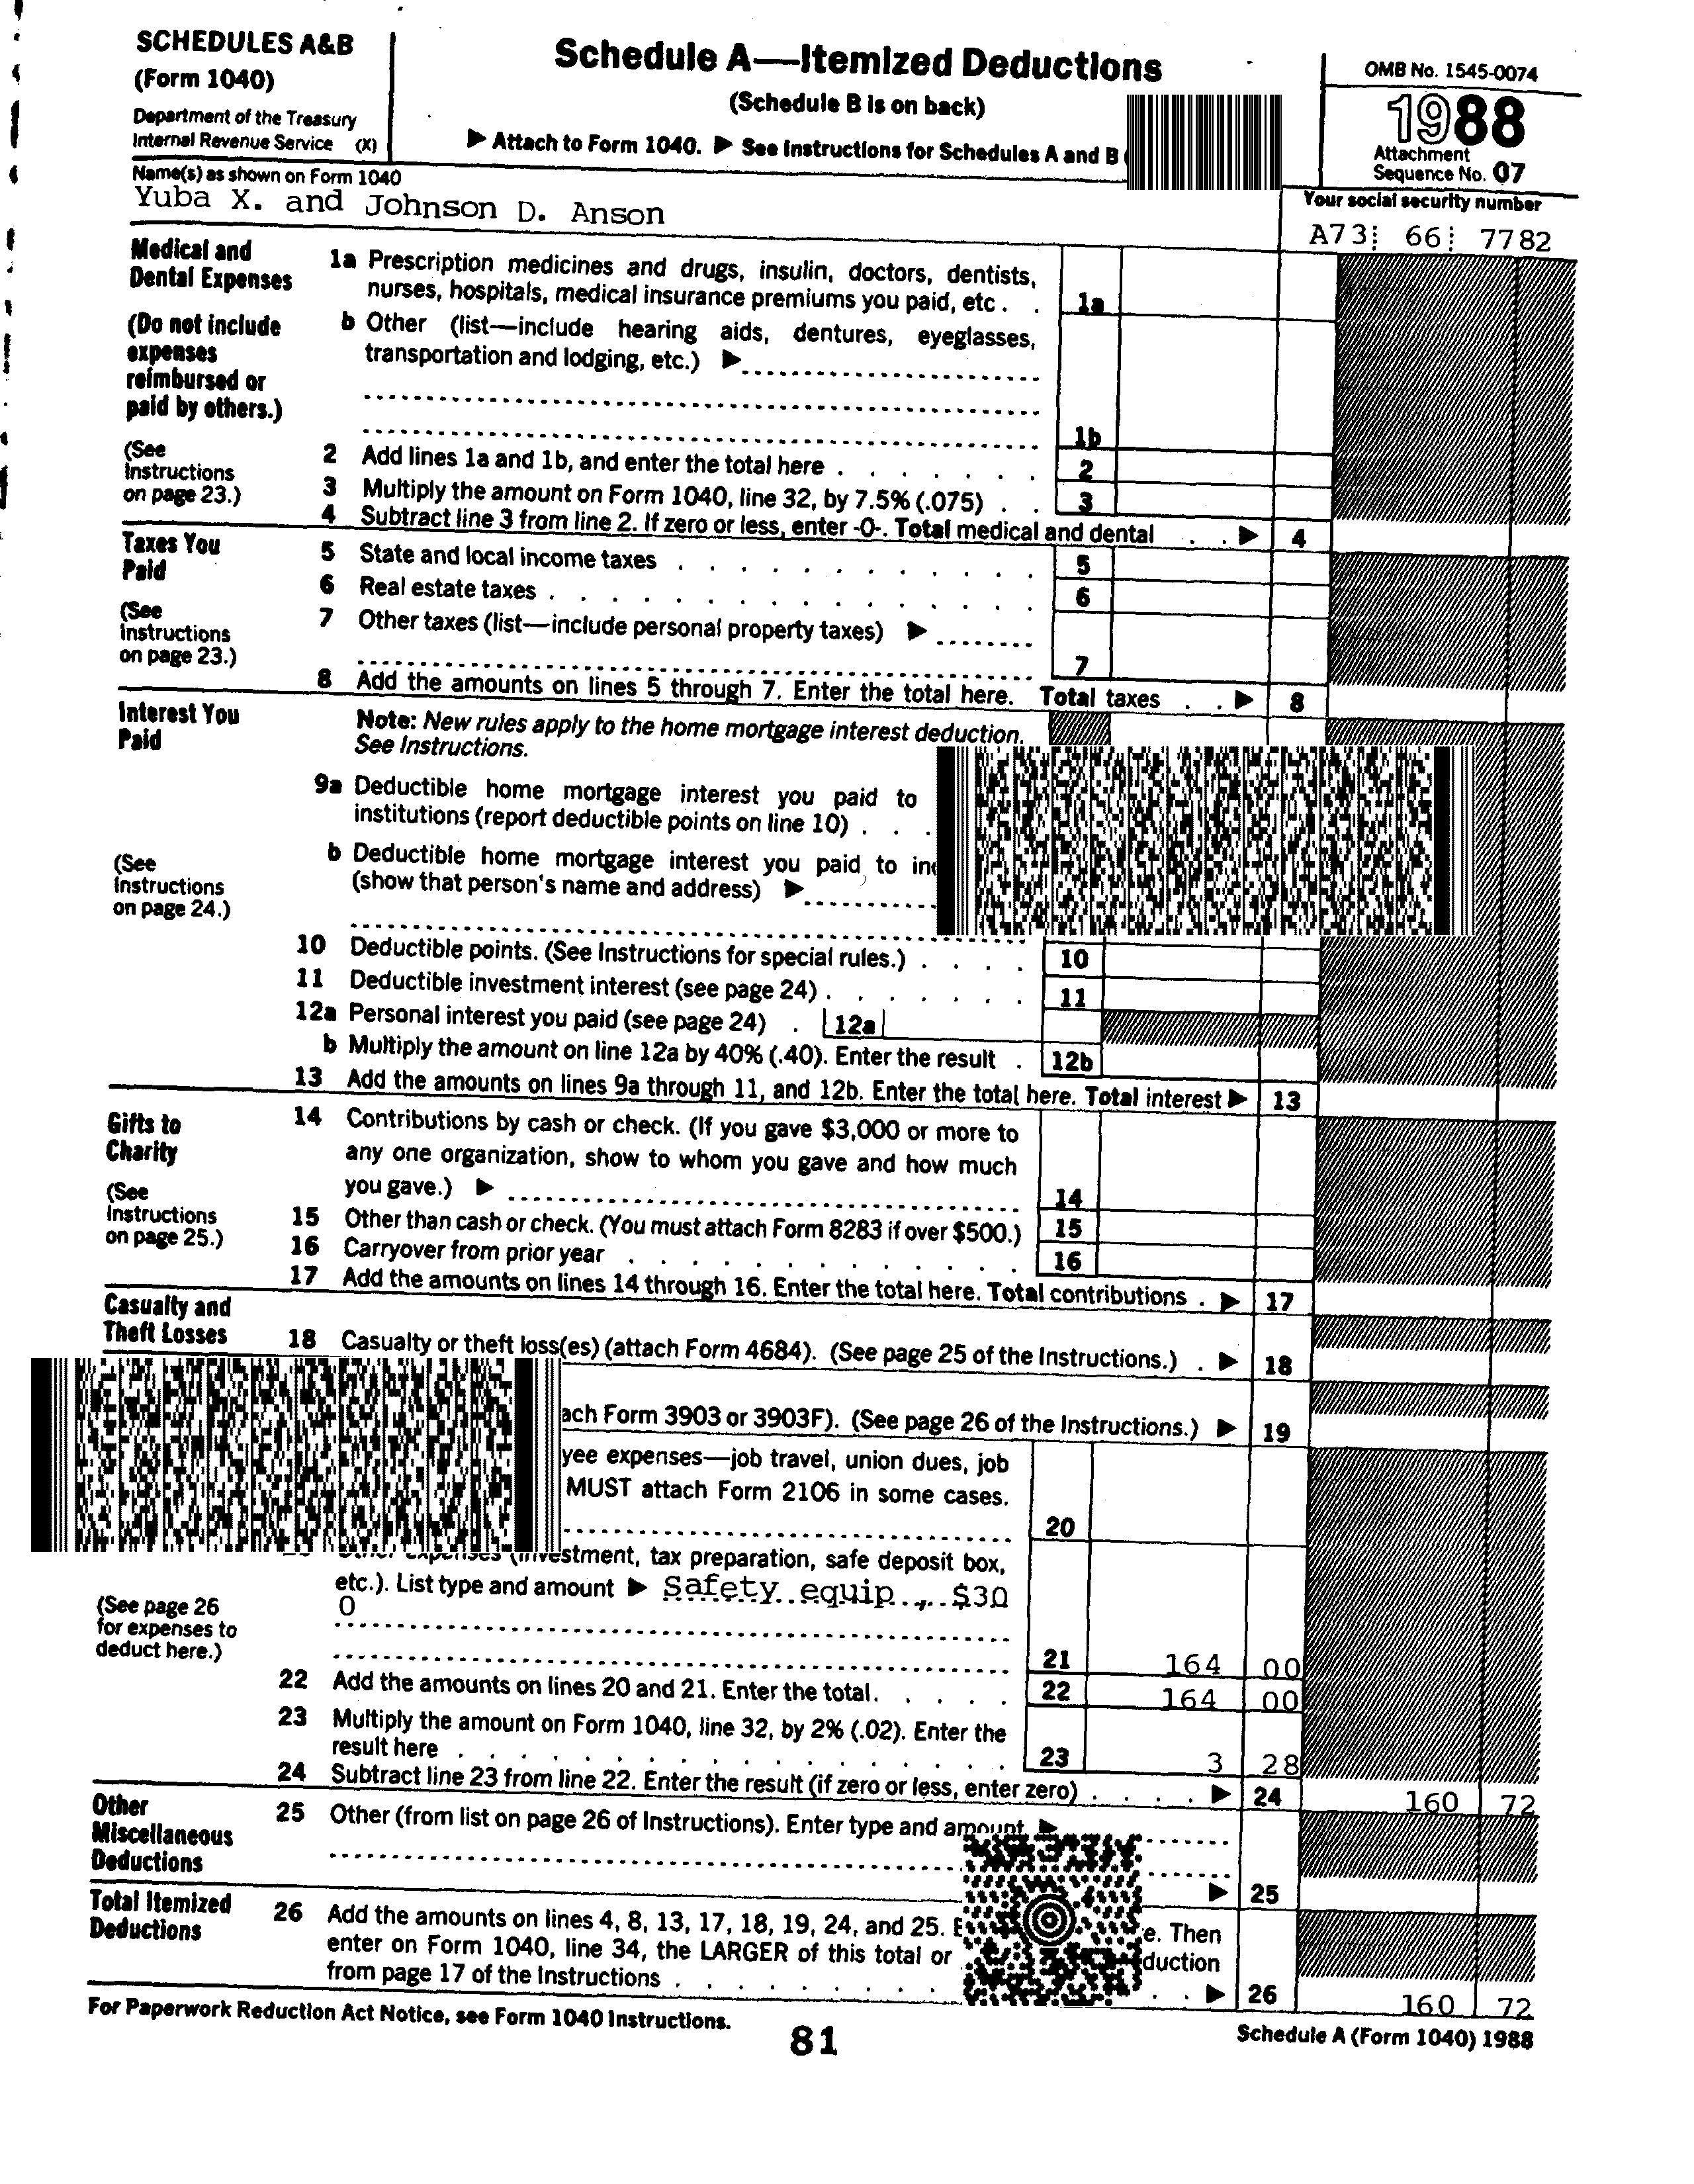 SCHEDULES A&B
(Form 1040)
Department of the Treasury
Internal Revenue Service (X)
Schedule A—Itemized Deductions
(Schedule B is on back)
▶ Attach to Form 1040. ▶ See Instructions for Schedules A and B
OMB No. 1545-0074
1988
Attachment
Sequence No. 07
Name(s) as shown on Form 1040
Yuba X. and Johnson D. Anson
Your social security number
A73 66 7782
Medical and
Dental Expenses
(Do not include
expenses
reimbursed or
paid by others.)
(See
Instructions
on page 23.)
1a Prescription medicines and drugs, insulin, doctors, dentists,
nurses, hospitals, medical insurance premiums you paid, etc . . 1a
b Other (list—include hearing aids, dentures, eyeglasses,
transportation and lodging, etc.) ▶
1b
2 Add lines 1a and 1b, and enter the total here . . . . . . . 2
3 Multiply the amount on Form 1040, line 32, by 7.5% (.075) . . 3
4 Subtract line 3 from line 2. If zero or less, enter -0-. Total medical and dental . . ▶ 4
Taxes You
Paid
(See
Instructions
on page 23.)
5 State and local income taxes . . . . . . . . . . . . 5
6 Real estate taxes . . . . . . . . . . . . . . . . 6
7 Other taxes (list—include personal property taxes) ▶
7
8 Add the amounts on lines 5 through 7. Enter the total here. Total taxes . . ▶ 8
Interest You
Paid
(See
Instructions
on page 24.)
Note: New rules apply to the home mortgage interest deduction.
See Instructions.
9a Deductible home mortgage interest you paid to
institutions (report deductible points on line 10) . . .
b Deductible home mortgage interest you paid to
(show that person's name and address) ▶
10 Deductible points. (See Instructions for special rules.) . . . . 10
11 Deductible investment interest (see page 24) . . . . . . . 11
12a Personal interest you paid (see page 24) . 12a
b Multiply the amount on line 12a by 40% (.40). Enter the result . 12b
13 Add the amounts on lines 9a through 11, and 12b. Enter the total here. Total interest ▶ 13
Gifts to
Charity
(See
Instructions
on page 25.)
14 Contributions by cash or check. (If you gave $3,000 or more to
any one organization, show to whom you gave and how much
you gave.) ▶ 14
15 Other than cash or check. (You must attach Form 8283 if over $500.) 15
16 Carryover from prior year . . . . . . . . . . . . . 16
17 Add the amounts on lines 14 through 16. Enter the total here. Total contributions . ▶ 17
Casualty and
Theft Losses
18 Casualty or theft loss(es) (attach Form 4684). (See page 25 of the Instructions.) . ▶ 18
Form 3903 or 3903F). (See page 26 of the Instructions.) ▶ 19
expenses—job travel, union dues, job
MUST attach Form 2106 in some cases.
20
(See page 26
for expenses to
deduct here.)
Other expenses (investment, tax preparation, safe deposit box,
etc.). List type and amount ▶ Safety equip., $30
0
21 164 00
22 Add the amounts on lines 20 and 21. Enter the total. . . . . . 22 164 00
23 Multiply the amount on Form 1040, line 32, by 2% (.02). Enter the
result here . . . . . . . . . . . . . . . . . . 23 3 28
24 Subtract line 23 from line 22. Enter the result (if zero or less, enter zero) . . . . . ▶ 24 160 72
Other
Miscellaneous
Deductions
25 Other (from list on page 26 of Instructions). Enter type and amount ▶
▶ 25
Total Itemized
Deductions
26 Add the amounts on lines 4, 8, 13, 17, 18, 19, 24, and 25. Then
enter on Form 1040, line 34, the LARGER of this total or
from page 17 of the Instructions . . . . . . . . . . ▶ 26 160 72
For Paperwork Reduction Act Notice, see Form 1040 Instructions.
81
Schedule A (Form 1040) 1988